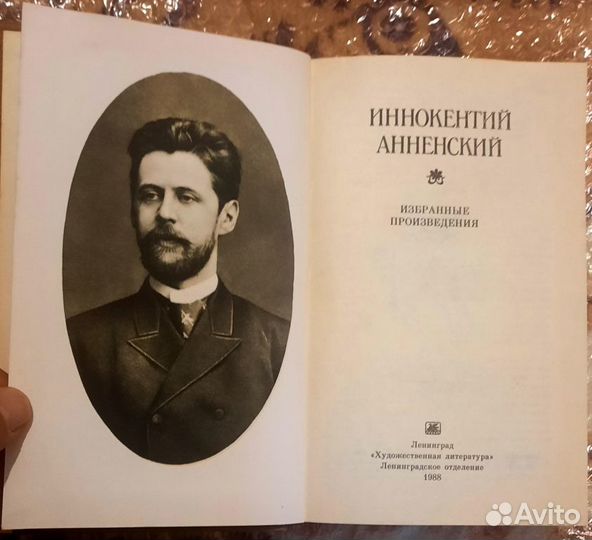 ИННОКЕНТИЙ
АННЕНСКИЙ
ИЗБРАННЫЕ
ПРОИЗВЕДЕНИЯ
Ленинград
«Художественная литература»
Ленинградское отделение
1988
Avito